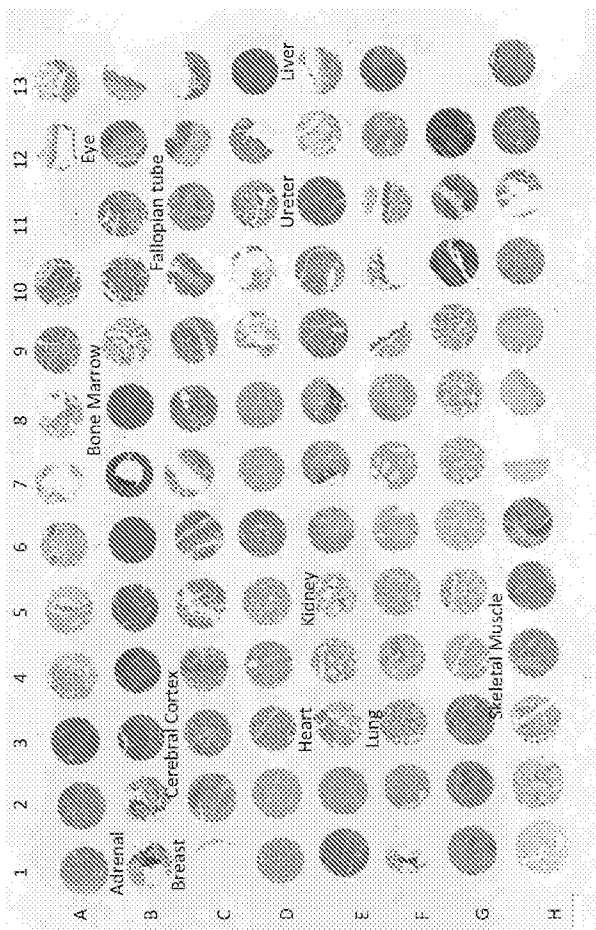 1 2 3 4 5 6 7 8 9 10 11 12 13
A
Adrenal
Bone Marrow
Eye
B
Breast
Cerebral Cortex
Fallopian tube
C
D
Heart
Kidney
Ureter
Liver
E
Lung
F
G
Skeletal Muscle
H